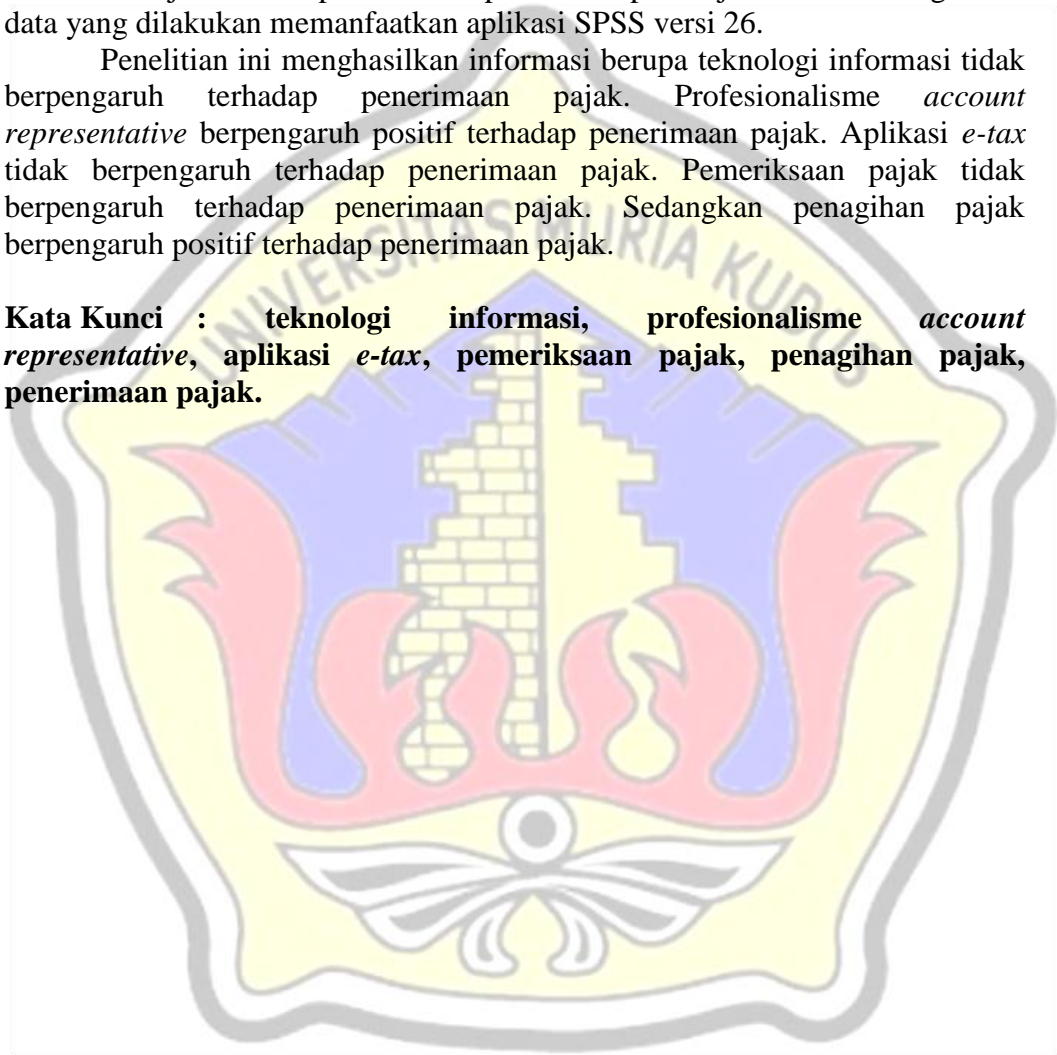 data yang dilakukan memanfaatkan aplikasi SPSS versi 26.
Penelitian ini menghasilkan informasi berupa teknologi informasi tidak
berpengaruh terhadap penerimaan pajak. Profesionalisme account
representative berpengaruh positif terhadap penerimaan pajak. Aplikasi e-tax
tidak berpengaruh terhadap penerimaan pajak. Pemeriksaan pajak tidak
berpengaruh terhadap penerimaan pajak. Sedangkan penagihan pajak
berpengaruh positif terhadap penerimaan pajak.
Kata Kunci : teknologi informasi, profesionalisme account
representative, aplikasi e-tax, pemeriksaan pajak, penagihan pajak,
penerimaan pajak.
UNIVERSITAS MURIA KUDUS